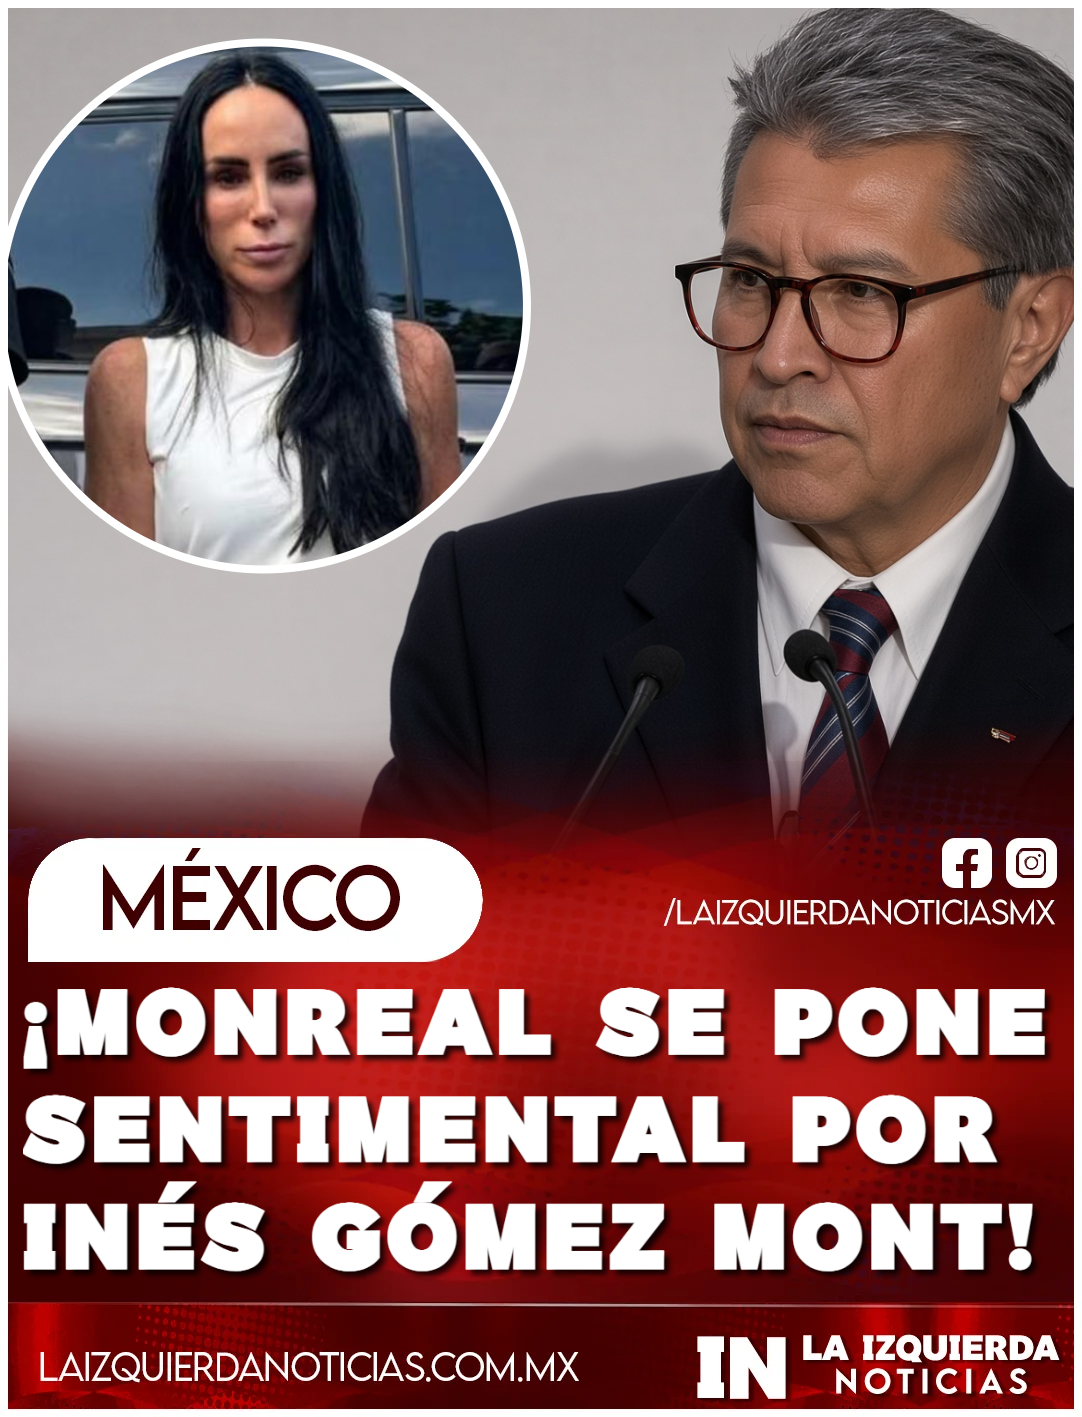 MÉXICO
/LAIZQUIERDANOTICIASMX
¡MONREAL SE PONE
SENTIMENTAL POR
INÉS GÓMEZ MONT!
LAIZQUIERDANOTICIAS.COM.MX
IN LA IZQUIERDA
NOTICIAS